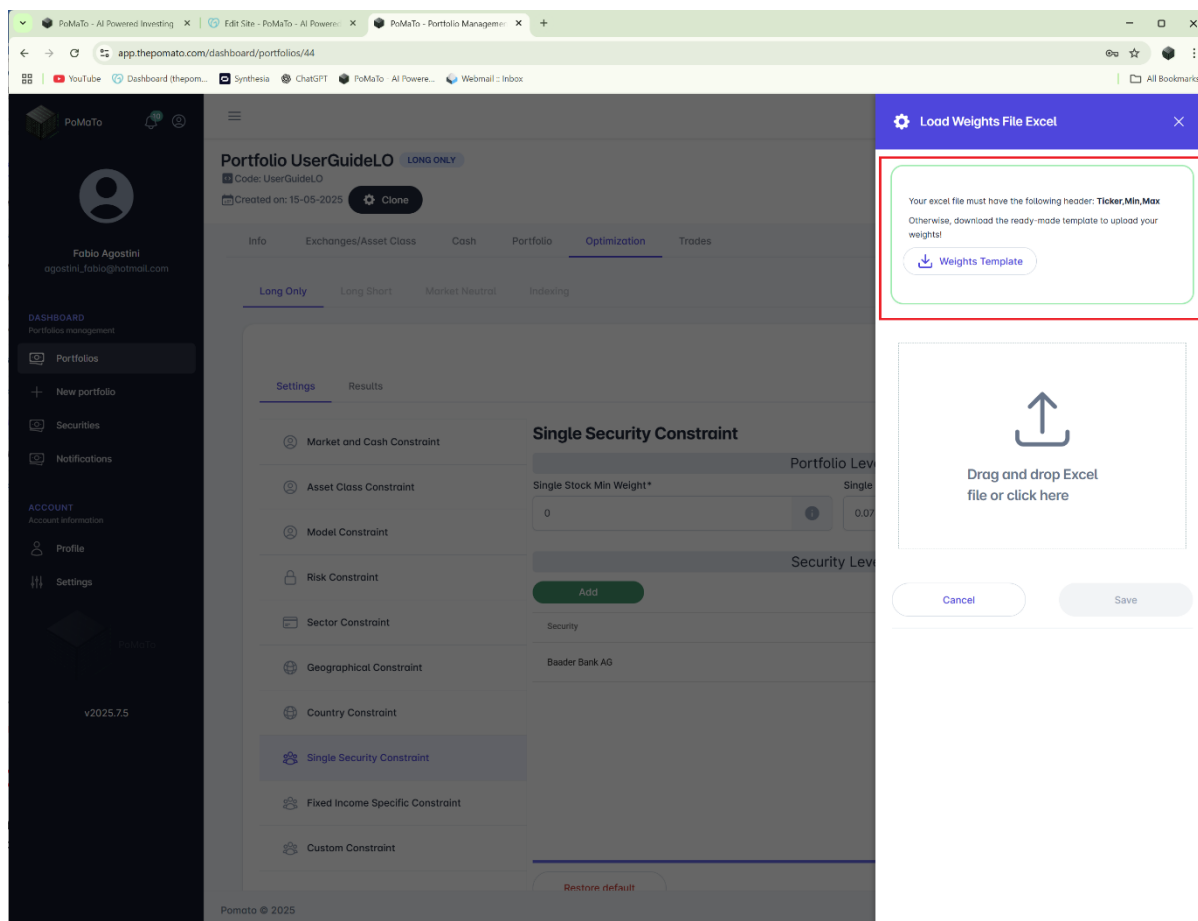 PoMaTo - AI Powered Investing
Edit Site - PoMaTo - AI Powered
PoMaTo - Portfolio Managemer
app.thepomato.com/dashboard/portfolios/44
YouTube
Dashboard (thepom...
Synthesia
ChatGPT
PoMaTo - AI Powere...
Webmail :: Inbox
All Bookmarks
PoMaTo
10
Fabio Agostini
agostini_fabio@hotmail.com
DASHBOARD
Portfolios management
Portfolios
New portfolio
Securities
Notifications
ACCOUNT
Account information
Profile
Settings
PoMaTo
v2025.7.5
Portfolio UserGuideLO
LONG ONLY
Code: UserGuideLO
Created on: 15-05-2025
Clone
Info
Exchanges/Asset Class
Cash
Portfolio
Optimization
Trades
Long Only
Long Short
Market Neutral
Indexing
Settings
Results
Market and Cash Constraint
Asset Class Constraint
Model Constraint
Risk Constraint
Sector Constraint
Geographical Constraint
Country Constraint
Single Security Constraint
Fixed Income Specific Constraint
Custom Constraint
Single Security Constraint
Portfolio Lev
Single Stock Min Weight*
Single
0
0.07
Security Lev
Add
Security
Baader Bank AG
Restore default
Pomato © 2025
Load Weights File Excel
Your excel file must have the following header: Ticker,Min,Max
Otherwise, download the ready-made template to upload your
weights!
Weights Template
Drag and drop Excel
file or click here
Cancel
Save